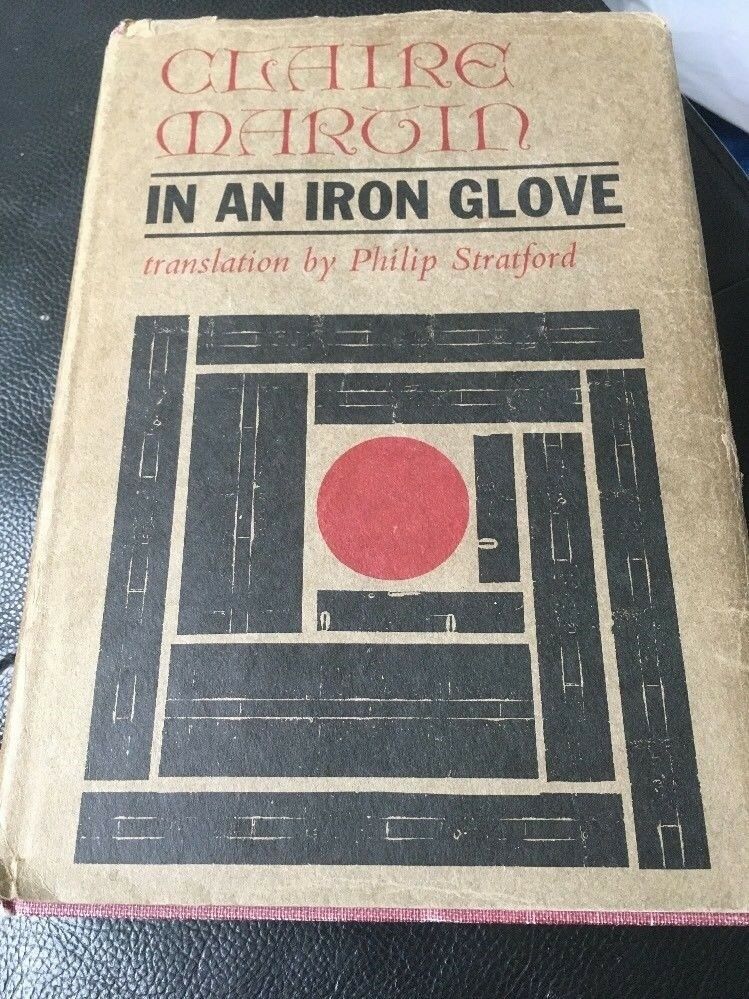 CLAIRE
MARTIN
IN AN IRON GLOVE
translation by Philip Stratford